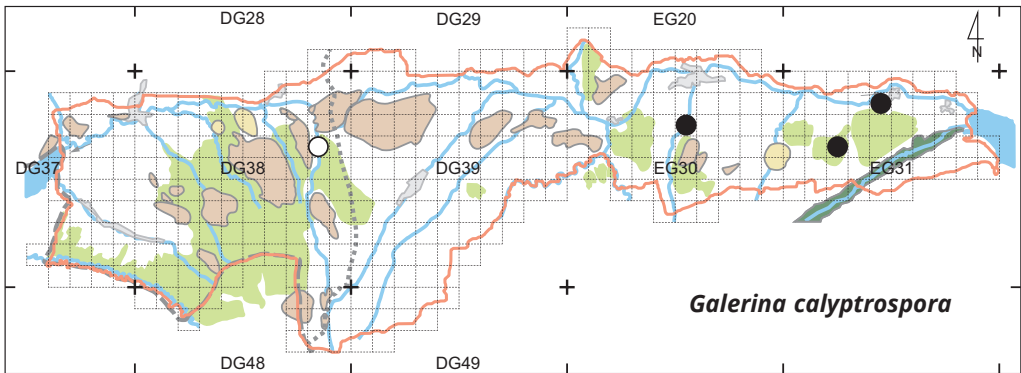 DG28 DG29 EG20
N
DG37 DG38 DG39 EG30 EG31
Galerina calyptrospora
DG48 DG49